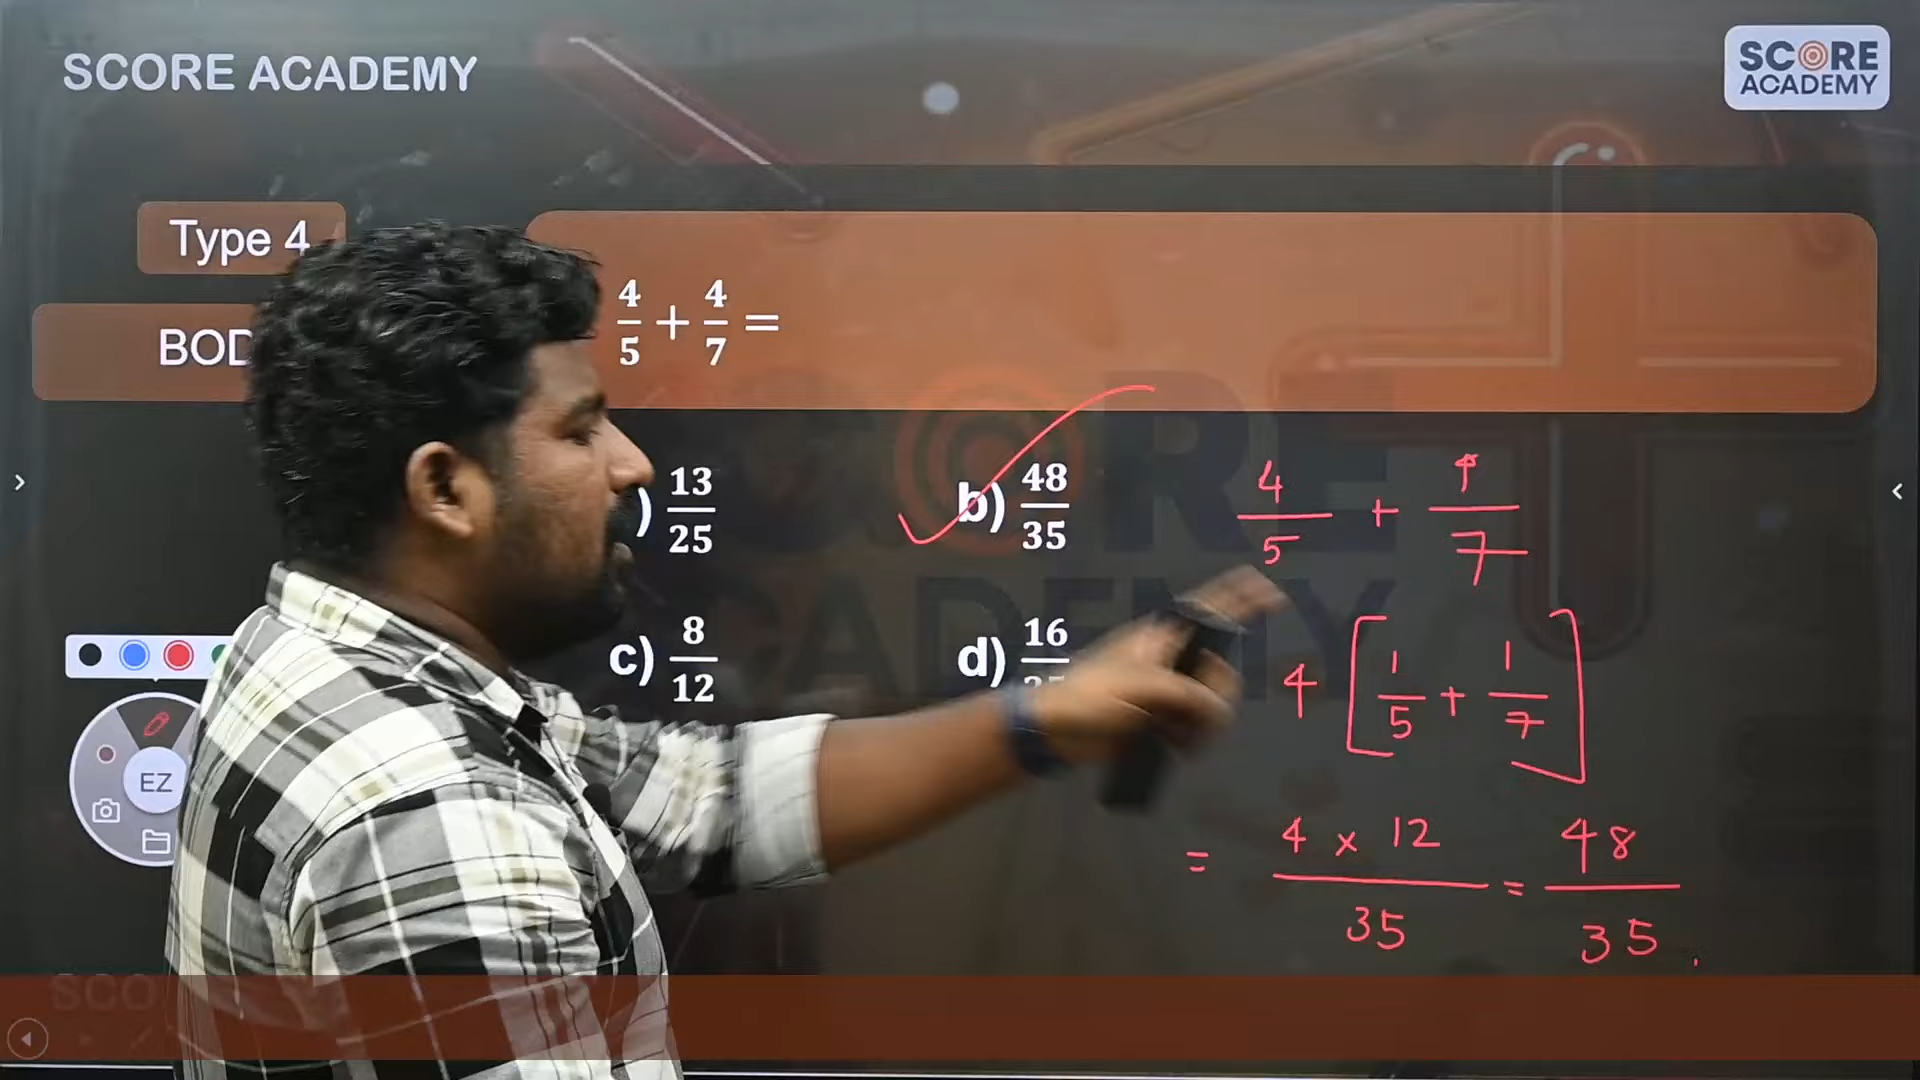 SCORE ACADEMY
SCORE
ACADEMY
Type 4
4/5 + 4/7 =
13/25
b) 48/35
c) 8/12
d) 16
4/5 + 4/7
4 [1/5 + 1/7]
= 4 x 12/35 = 48/35
EZ